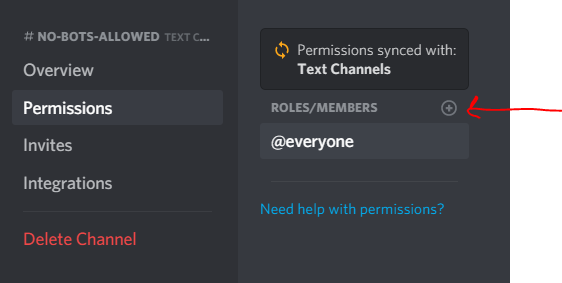 # NO-BOTS-ALLOWED TEXT C...
Overview
Permissions
Invites
Integrations
Delete Channel
Permissions synced with:
Text Channels
ROLES/MEMBERS
@everyone
Need help with permissions?